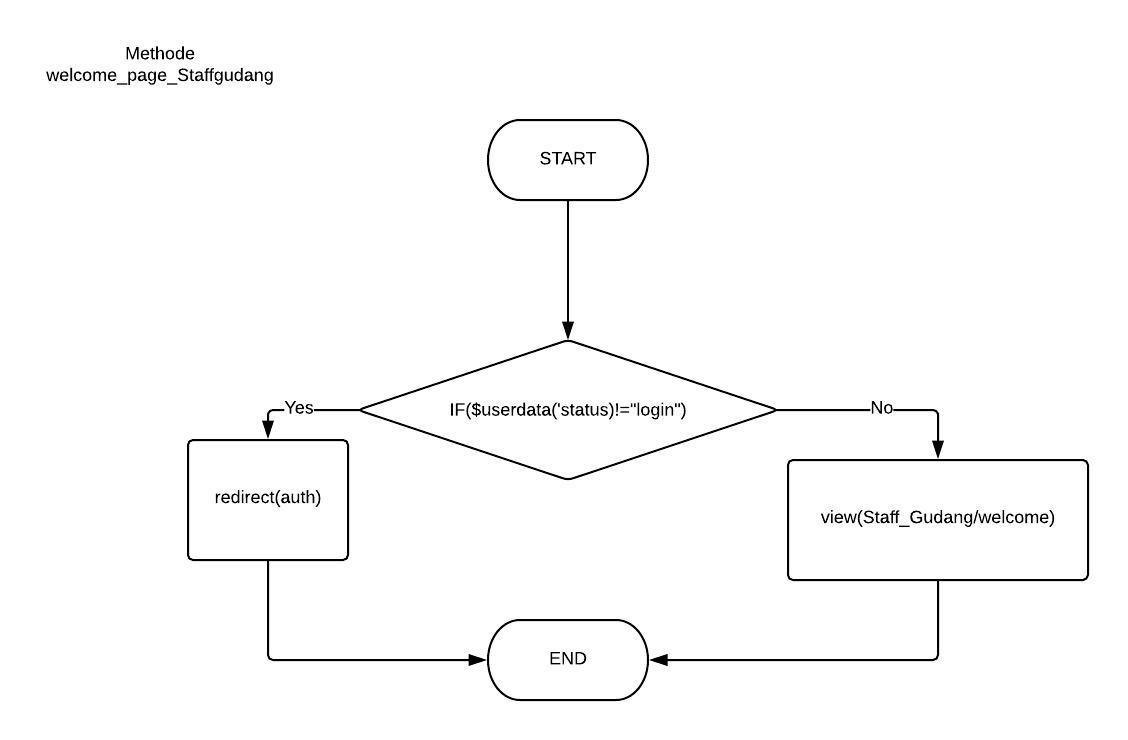 Methode
welcome_page_Staffgudang
START
IF($userdata('status)!="login")
Yes
No
redirect(auth)
view(Staff_Gudang/welcome)
END